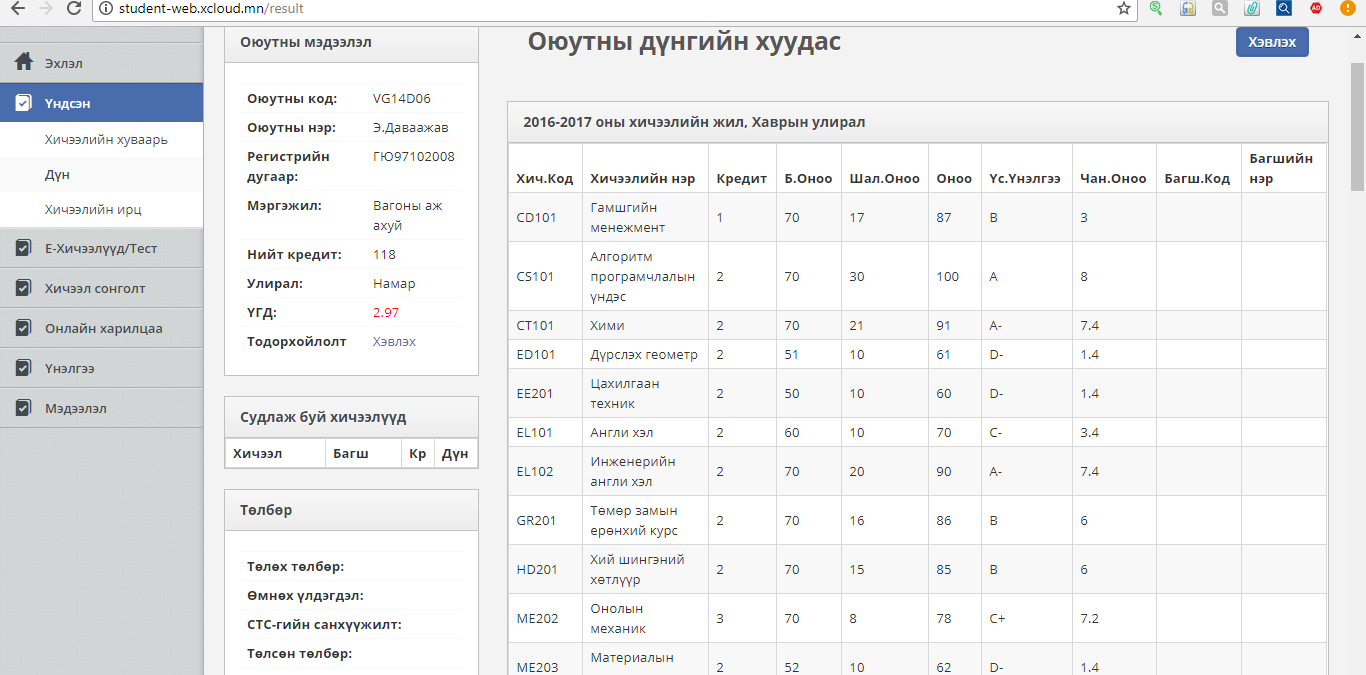 student-web.xcloud.mn/result
Эхлэл
Үндсэн
Хичээлийн хуваарь
Дүн
Хичээлийн ирц
Е-Хичээлүүд/Тест
Хичээл сонголт
Онлайн харилцаа
Үнэлгээ
Мэдээлэл
Оюутны мэдээлэл
Оюутны код: VG14D06
Оюутны нэр: Э.Даваажав
Регистрийн ГЮ97102008
дугаар:
Мэргэжил: Вагоны аж
ахуй
Нийт кредит: 118
Улирал: Намар
ҮГД: 2.97
Тодорхойлолт Хэвлэх
Судлаж буй хичээлүүд
Хичээл Багш Кр Дүн
Төлбөр
Төлөх төлбөр:
Өмнөх үлдэгдэл:
СТС-гийн санхүүжилт:
Төлсөн төлбөр:
Оюутны дүнгийн хуудас
Хэвлэх
2016-2017 оны хичээлийн жил, Хаврын улирал
Хич.Код Хичээлийн нэр Кредит Б.Оноо Шал.Оноо Оноо Үс.Үнэлгээ Чан.Оноо Багш.Код Багшийн
нэр
CD101 Гамшгийн 1 70 17 87 B 3
менежмент
CS101 Алгоритм 2 70 30 100 A 8
програмчлалын
үндэс
CT101 Хими 2 70 21 91 A- 7.4
ED101 Дүрслэх геометр 2 51 10 61 D- 1.4
EE201 Цахилгаан 2 50 10 60 D- 1.4
техник
EL101 Англи хэл 2 60 10 70 C- 3.4
EL102 Инженерийн 2 70 20 90 A- 7.4
англи хэл
GR201 Төмөр замын 2 70 16 86 B 6
ерөнхий курс
HD201 Хий шингэний 2 70 15 85 B 6
хөтлүүр
ME202 Онолын 3 70 8 78 C+ 7.2
механик
ME203 Материалын 2 52 10 62 D- 1.4